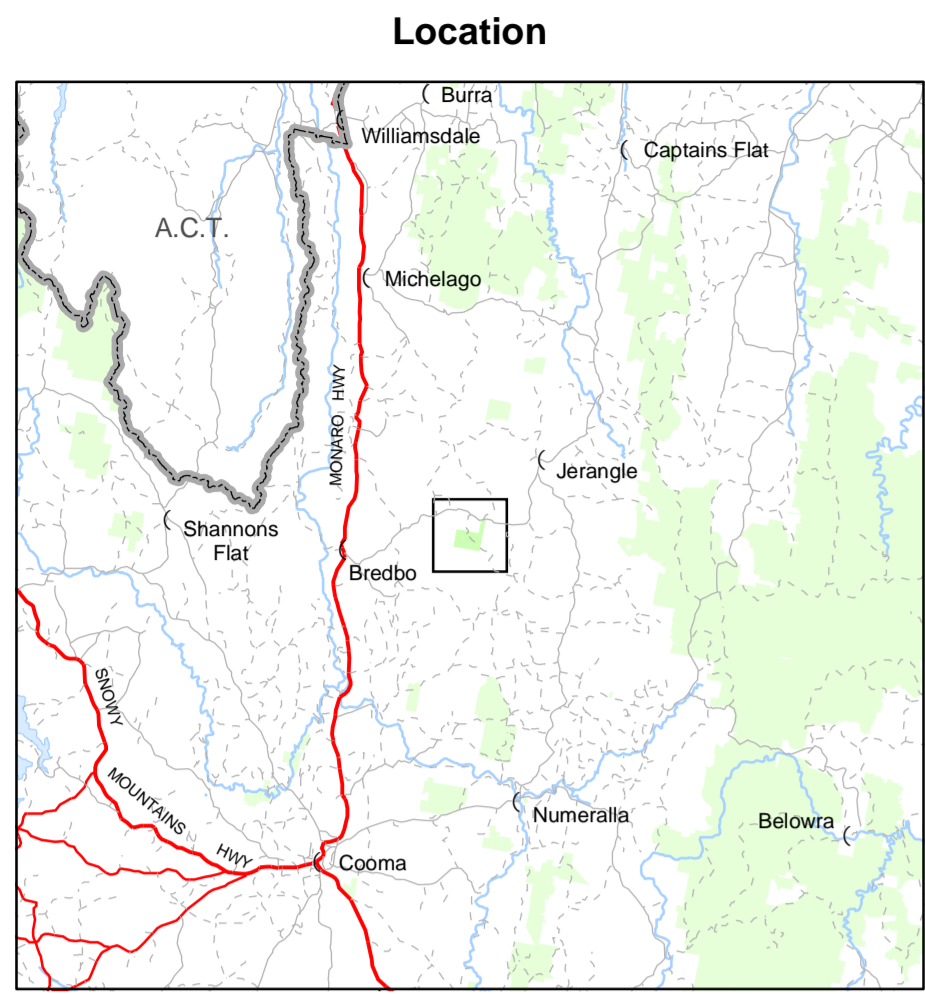 Location
Burra
Williamsdale
Captains Flat
A.C.T.
Michelago
MONARO HWY
Jerangle
Shannons
Flat
Bredbo
SNOWY
MOUNTAINS
HWY
Numeralla
Belowra
Cooma